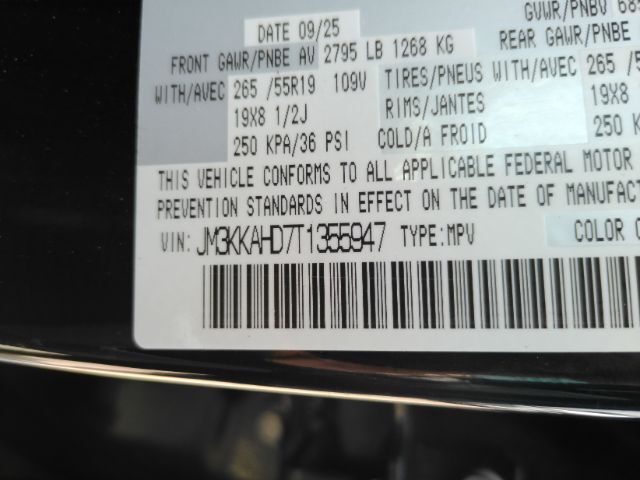 DATE 09/25 GVWR/PNBV
FRONT GAWR/PNBE AV 2795 LB 1268 KG REAR GAWR/PNBE
WITH/AVEC 265 /55R19 109V TIRES/PNEUS WITH/AVEC 265
19X8 1/2J RIMS/JANTES 19X8
250 KPA/36 PSI COLD/A FROID 250
THIS VEHICLE CONFORMS TO ALL APPLICABLE FEDERAL MOTOR
PREVENTION STANDARDS IN EFFECT ON THE DATE OF MANUFACT
VIN: JM3KKAHD7T1355947 TYPE:MPV COLOR